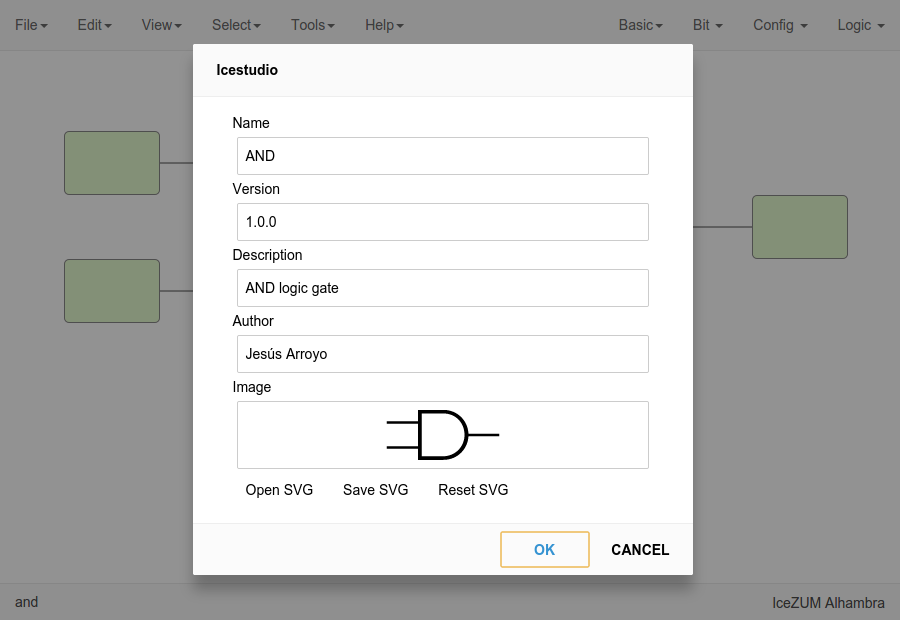 File Edit View Select Tools Help Basic Bit Config Logic
Icestudio
Name
AND
Version
1.0.0
Description
AND logic gate
Author
Jesús Arroyo
Image
Open SVG Save SVG Reset SVG
OK CANCEL
and IceZUM Alhambra